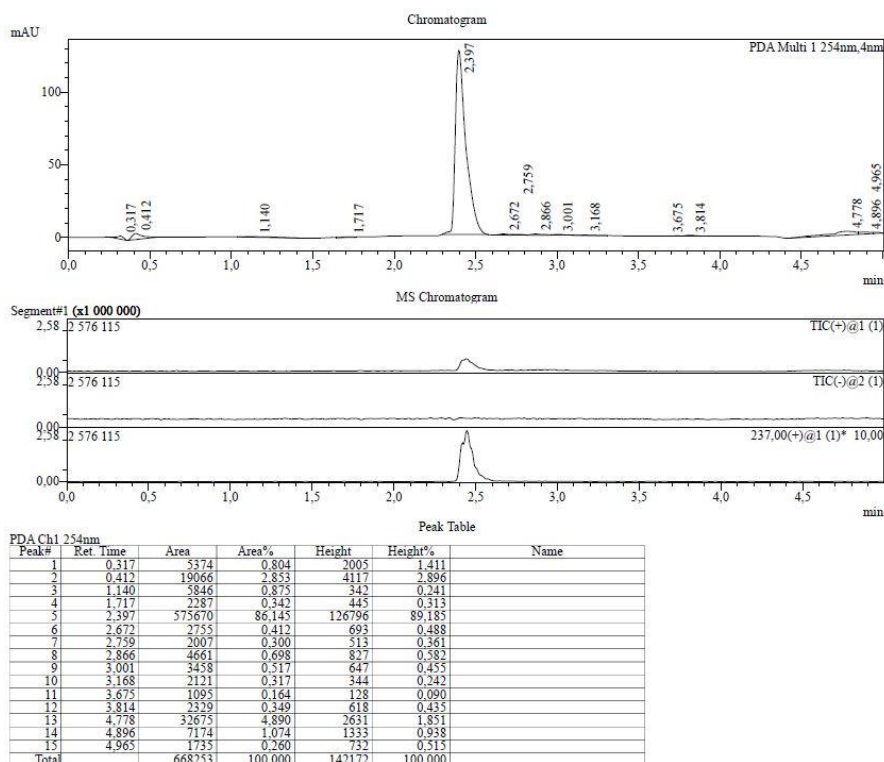 Chromatogram
mAU
PDA Multi 1 254nm,4nm
100
50
0
0,317
0,412
1,140
1,717
2,397
2,672
2,759
2,866
3,001
3,168
3,675
3,814
4,778
4,896
4,965
0,0 0,5 1,0 1,5 2,0 2,5 3,0 3,5 4,0 4,5
min
MS Chromatogram
Segment#1 (x1 000 000)
2,58 2 576 115 TIC(+)@1 (1)
0,00
2,58 2 576 115 TIC(-)@2 (1)
0,00
2,58 2 576 115 237,00(+)@1 (1)* 10,00
0,00
0,0 0,5 1,0 1,5 2,0 2,5 3,0 3,5 4,0 4,5
min
Peak Table
PDA Ch1 254nm
Peak# Ret. Time Area Area% Height Height% Name
1 0,317 5374 0,804 2005 1,411
2 0,412 19066 2,853 4117 2,896
3 1,140 5846 0,875 342 0,241
4 1,717 2287 0,342 445 0,313
5 2,397 575670 86,145 126796 89,185
6 2,672 2755 0,412 693 0,488
7 2,759 2007 0,300 513 0,361
8 2,866 4661 0,698 827 0,582
9 3,001 3458 0,517 647 0,455
10 3,168 2121 0,317 344 0,242
11 3,675 1095 0,164 128 0,090
12 3,814 2329 0,349 618 0,435
13 4,778 32675 4,890 2631 1,851
14 4,896 7174 1,074 1333 0,938
15 4,965 1735 0,260 732 0,515
Total 668253 100,000 142172 100,000